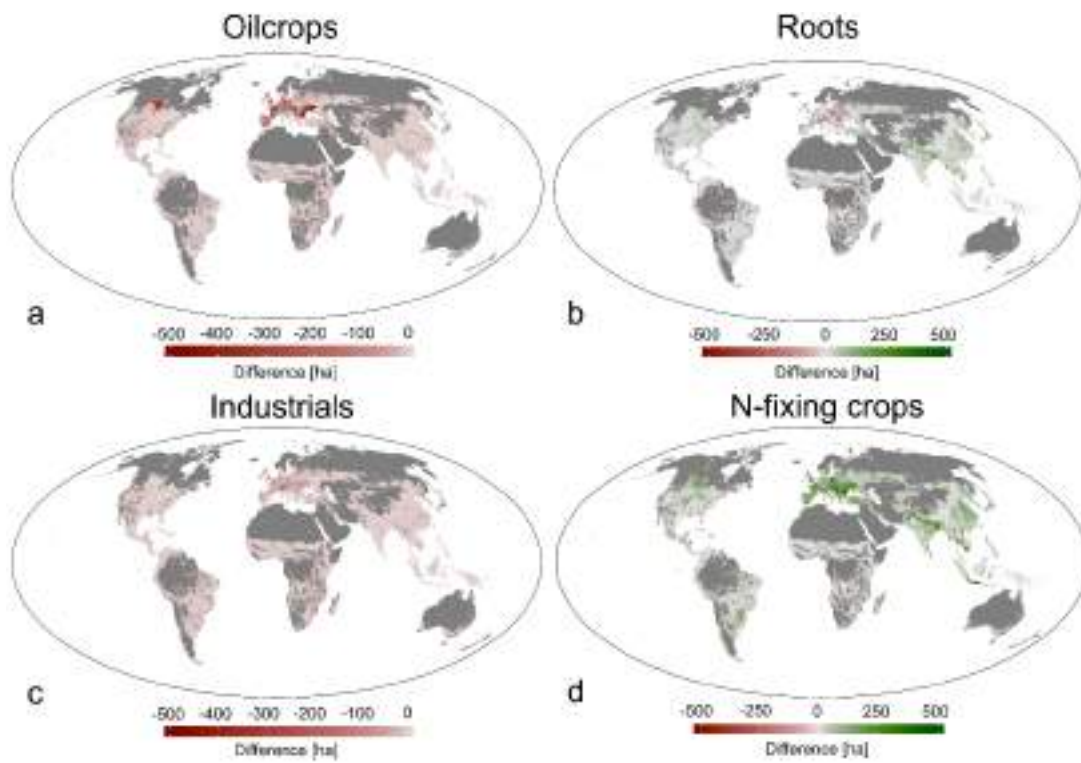 Oilcrops
Roots
a
-500 -400 -300 -200 -100 0
Difference [ha]
b
-500 -250 0 250 500
Difference [ha]
Industrials
N-fixing crops
c
-500 -400 -300 -200 -100 0
Difference [ha]
d
-500 -250 0 250 500
Difference [ha]